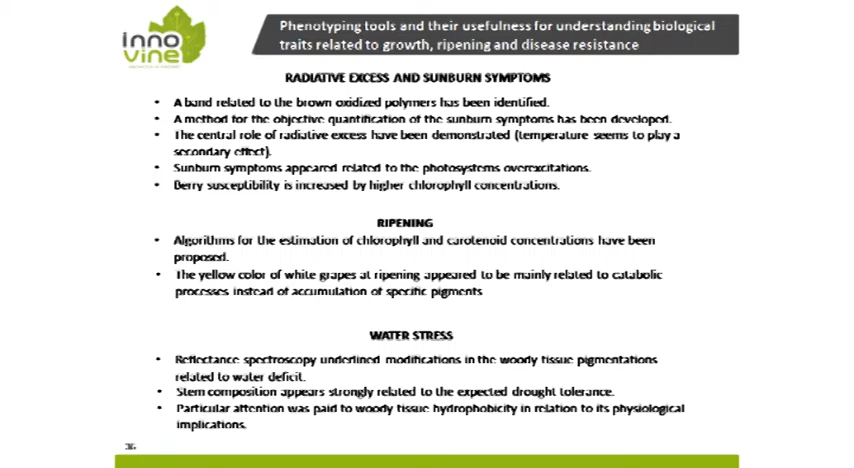 inno
vine
Phenotyping tools and their usefulness for understanding biological
traits related to growth, ripening and disease resistance
RADIATIVE EXCESS AND SUNBURN SYMPTOMS
• A band related to the brown oxidized polymers has been identified.
• A method for the objective quantification of the sunburn symptoms has been developed.
• The central role of radiative excess have been demonstrated (temperature seems to play a
secondary effect).
• Sunburn symptoms appeared related to the photosystems overexcitations.
• Berry susceptibility is increased by higher chlorophyll concentrations.
RIPENING
• Algorithms for the estimation of chlorophyll and carotenoid concentrations have been
proposed.
• The yellow color of white grapes at ripening appeared to be mainly related to catabolic
processes instead of accumulation of specific pigments
WATER STRESS
• Reflectance spectroscopy underlined modifications in the woody tissue pigmentations
related to water deficit.
• Stem composition appears strongly related to the expected drought tolerance.
• Particular attention was paid to woody tissue hydrophobicity in relation to its physiological
implications.